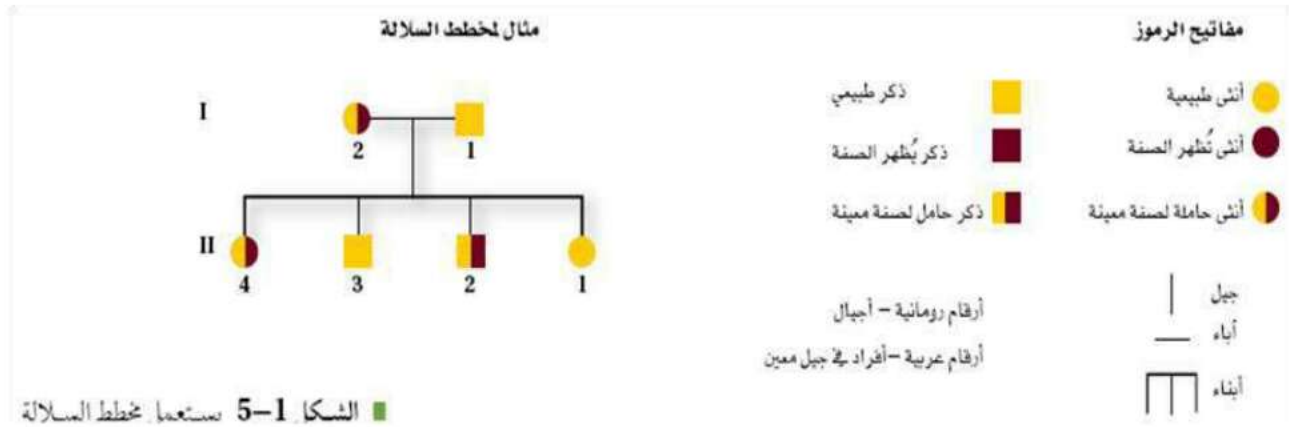 مفاتيح الرموز
أنثى طبيعية
ذكر طبيعي
أنثى تُظهر الصفة
ذكر يُظهر الصفة
أنثى حاملة لصفة معينة
ذكر حامل لصفة معينة
جيل
أباء
أبناء
أرقام رومانية – أجيال
أرقام عربية – أفراد في جيل معين
مثال لمخطط السلالة
I
1 2
II
1 2 3 4
الشكل 1–5 يستعمل مخطط السلالة